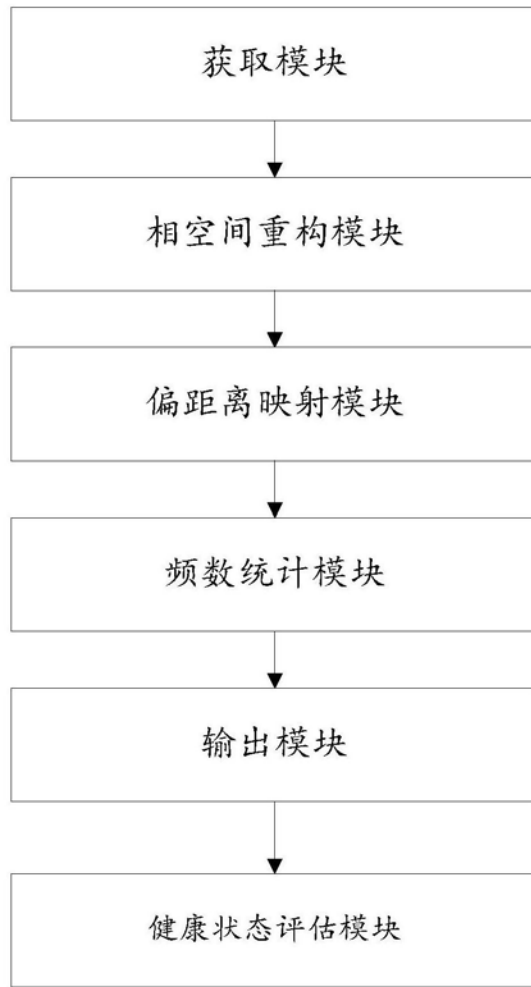 获取模块
相空间重构模块
偏距离映射模块
频数统计模块
输出模块
健康状态评估模块